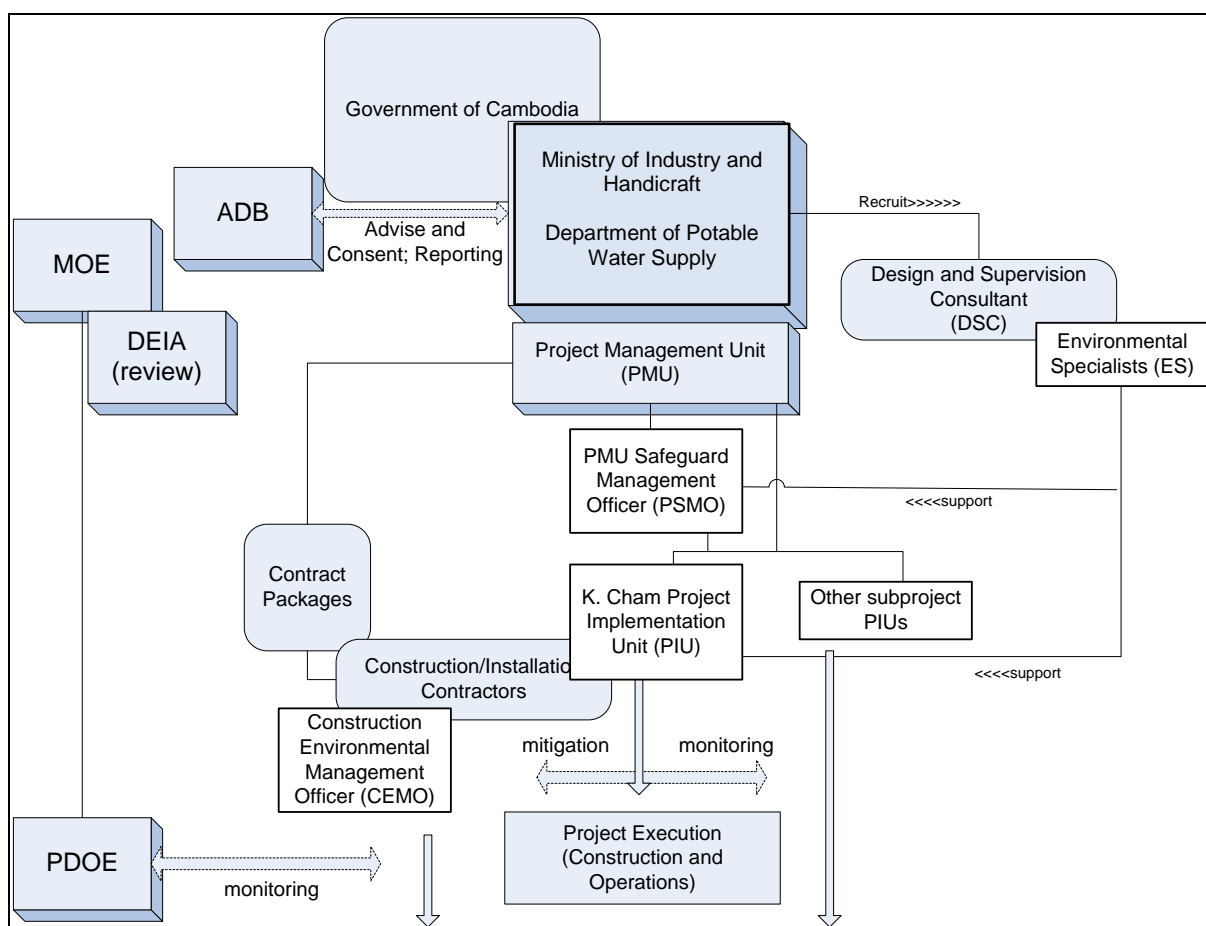 Government of Cambodia
Ministry of Industry and
Handicraft
Department of Potable
Water Supply
ADB
Advise and
Consent; Reporting
Recruit>>>>>>
MOE
DEIA
(review)
Design and Supervision
Consultant
(DSC)
Environmental
Specialists (ES)
Project Management Unit
(PMU)
PMU Safeguard
Management
Officer (PSMO)
<<<<support
Contract
Packages
K. Cham Project
Implementation
Unit (PIU)
Other subproject
PIUs
<<<<support
Construction/Installation
Contractors
Construction
Environmental
Management
Officer (CEMO)
mitigation
monitoring
Project Execution
(Construction and
Operations)
PDOE
monitoring